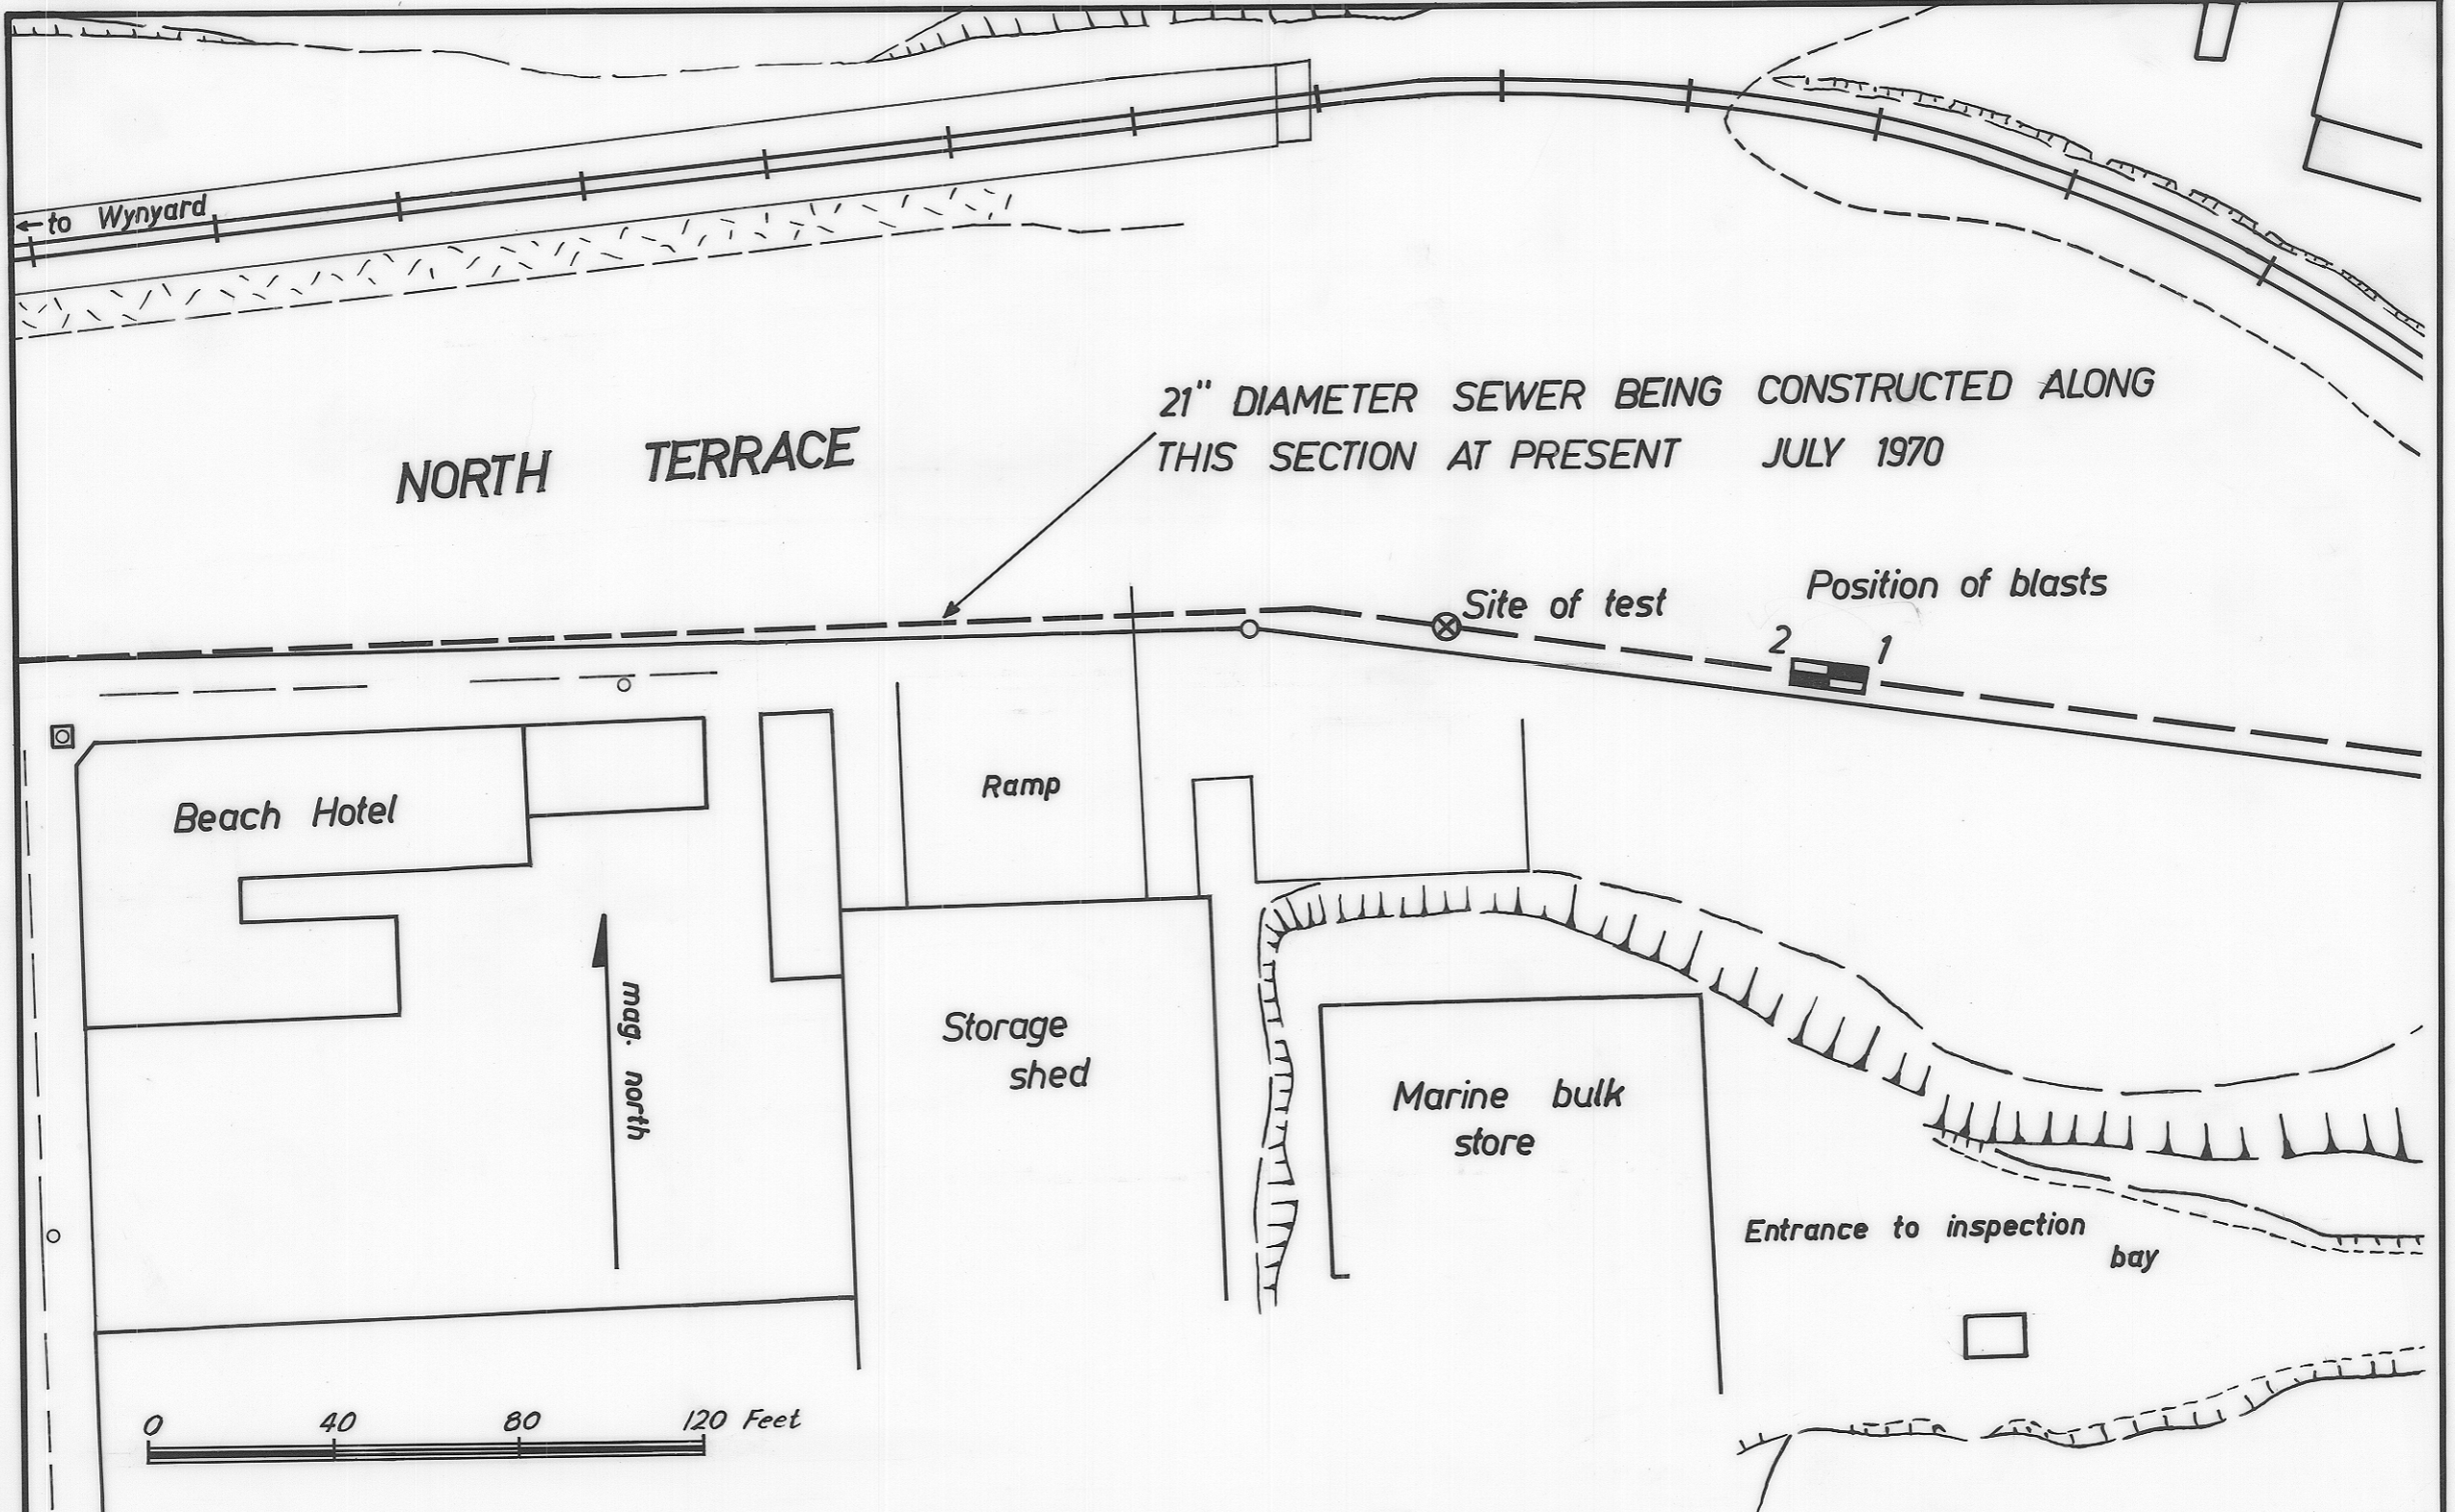 ← to Wynyard
21" DIAMETER SEWER BEING CONSTRUCTED ALONG
THIS SECTION AT PRESENT JULY 1970
NORTH TERRACE
Position of blasts
Site of test
2 1
Ramp
Beach Hotel
mag. north
Storage
shed
Marine bulk
store
Entrance to inspection
bay
0 40 80 120 Feet